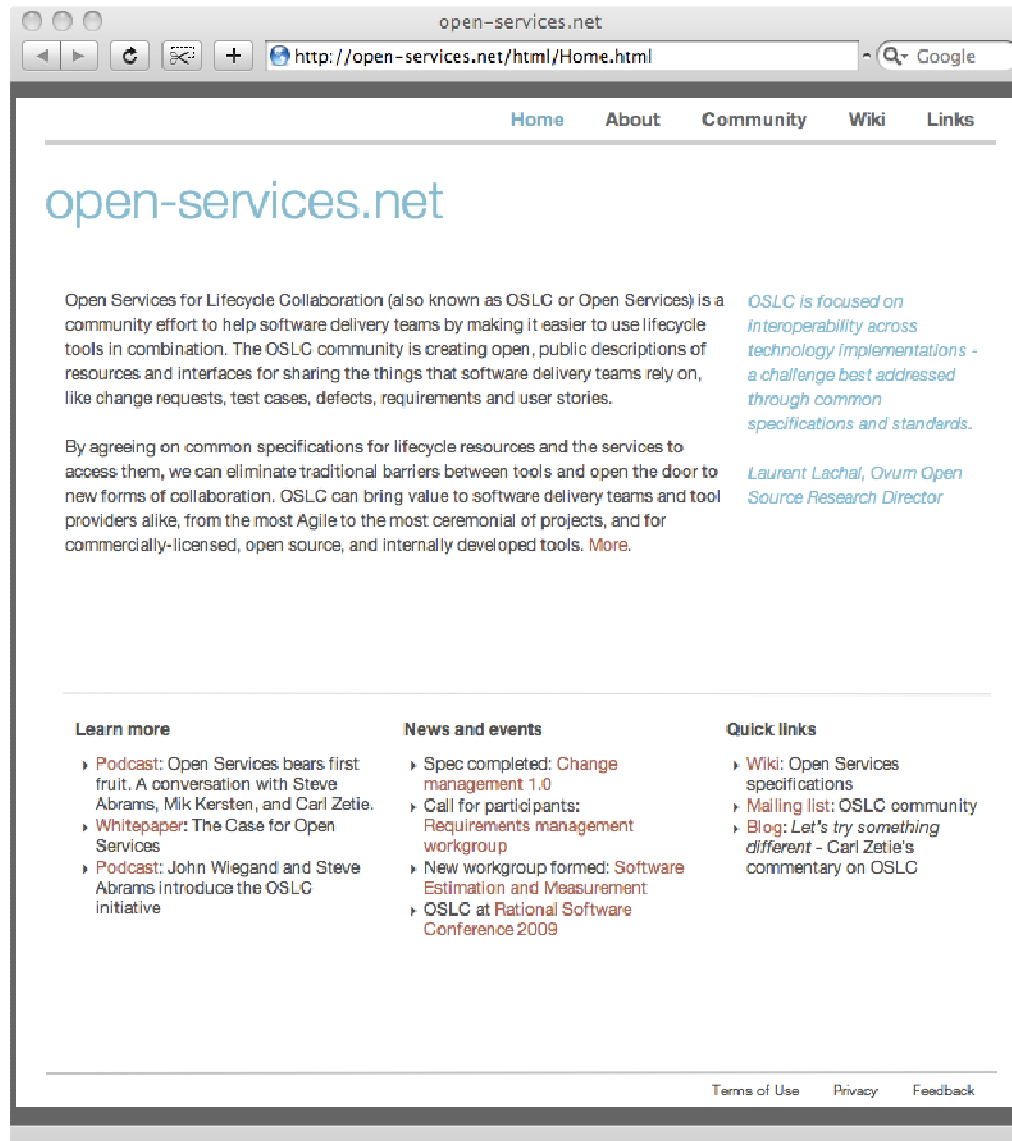 open-services.net
http://open-services.net/html/Home.html
Google
Home About Community Wiki Links
open-services.net
Open Services for Lifecycle Collaboration (also known as OSLC or Open Services) is a
community effort to help software delivery teams by making it easier to use lifecycle
tools in combination. The OSLC community is creating open, public descriptions of
resources and interfaces for sharing the things that software delivery teams rely on,
like change requests, test cases, defects, requirements and user stories.
By agreeing on common specifications for lifecycle resources and the services to
access them, we can eliminate traditional barriers between tools and open the door to
new forms of collaboration. OSLC can bring value to software delivery teams and tool
providers alike, from the most Agile to the most ceremonial of projects, and for
commercially-licensed, open source, and internally developed tools. More.
OSLC is focused on
interoperability across
technology implementations -
a challenge best addressed
through common
specifications and standards.
Laurent Lachal, Ovum Open
Source Research Director
Learn more
Podcast: Open Services bears first
fruit. A conversation with Steve
Abrams, Mik Kersten, and Carl Zetie.
Whitepaper: The Case for Open
Services
Podcast: John Wiegand and Steve
Abrams introduce the OSLC
initiative
News and events
Spec completed: Change
management 1.0
Call for participants:
Requirements management
workgroup
New workgroup formed: Software
Estimation and Measurement
OSLC at Rational Software
Conference 2009
Quick links
Wiki: Open Services
specifications
Mailing list: OSLC community
Blog: Let's try something
different - Carl Zetie's
commentary on OSLC
Terms of Use Privacy Feedback